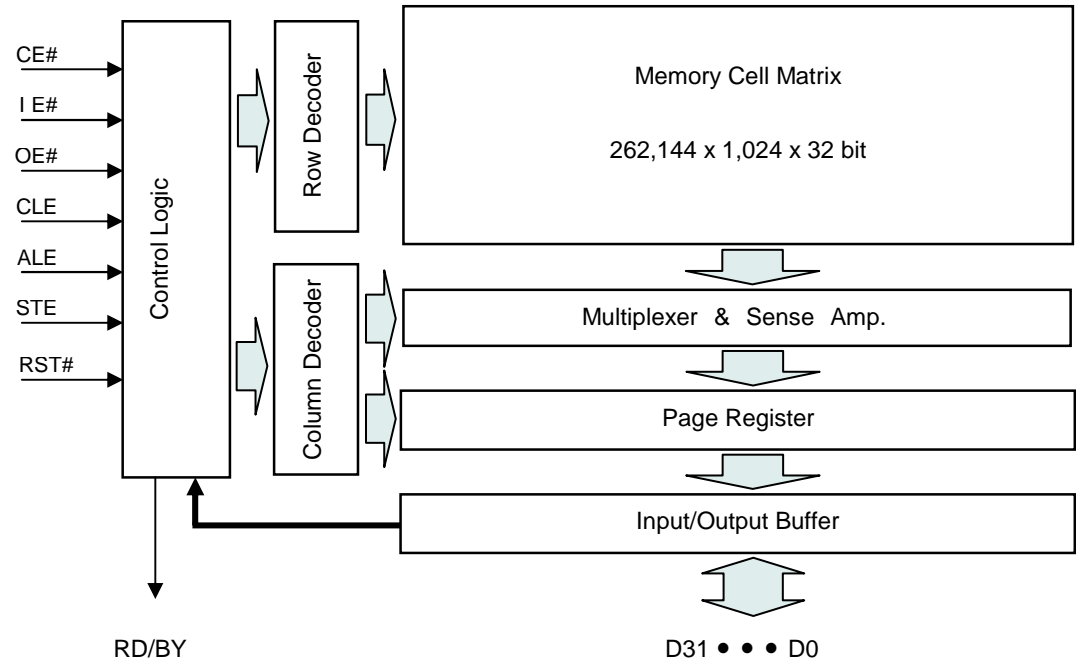 CE#
I E#
OE#
CLE
ALE
STE
RST#
Control Logic
Row Decoder
Column Decoder
Memory Cell Matrix
262,144 x 1,024 x 32 bit
Multiplexer & Sense Amp.
Page Register
Input/Output Buffer
RD/BY
D31 • • • D0